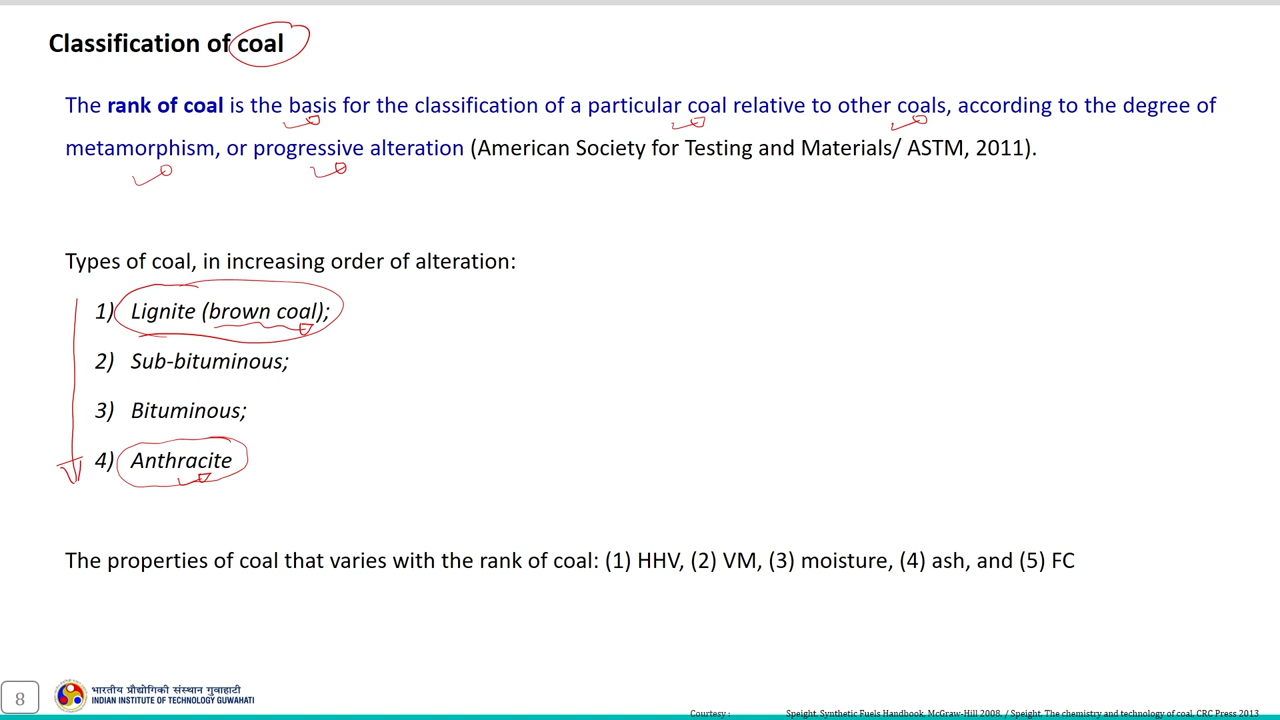 Classification of coal
The rank of coal is the basis for the classification of a particular coal relative to other coals, according to the degree of
metamorphism, or progressive alteration (American Society for Testing and Materials/ ASTM, 2011).
Types of coal, in increasing order of alteration:
1) Lignite (brown coal);
2) Sub-bituminous;
3) Bituminous;
4) Anthracite
The properties of coal that varies with the rank of coal: (1) HHV, (2) VM, (3) moisture, (4) ash, and (5) FC
8
भारतीय प्रौद्योगिकी संस्थान गुवाहाटी
INDIAN INSTITUTE OF TECHNOLOGY GUWAHATI
Courtesy : Speight, Synthetic Fuels Handbook, McGraw-Hill 2008. / Speight, The chemistry and technology of coal, CRC Press 2013